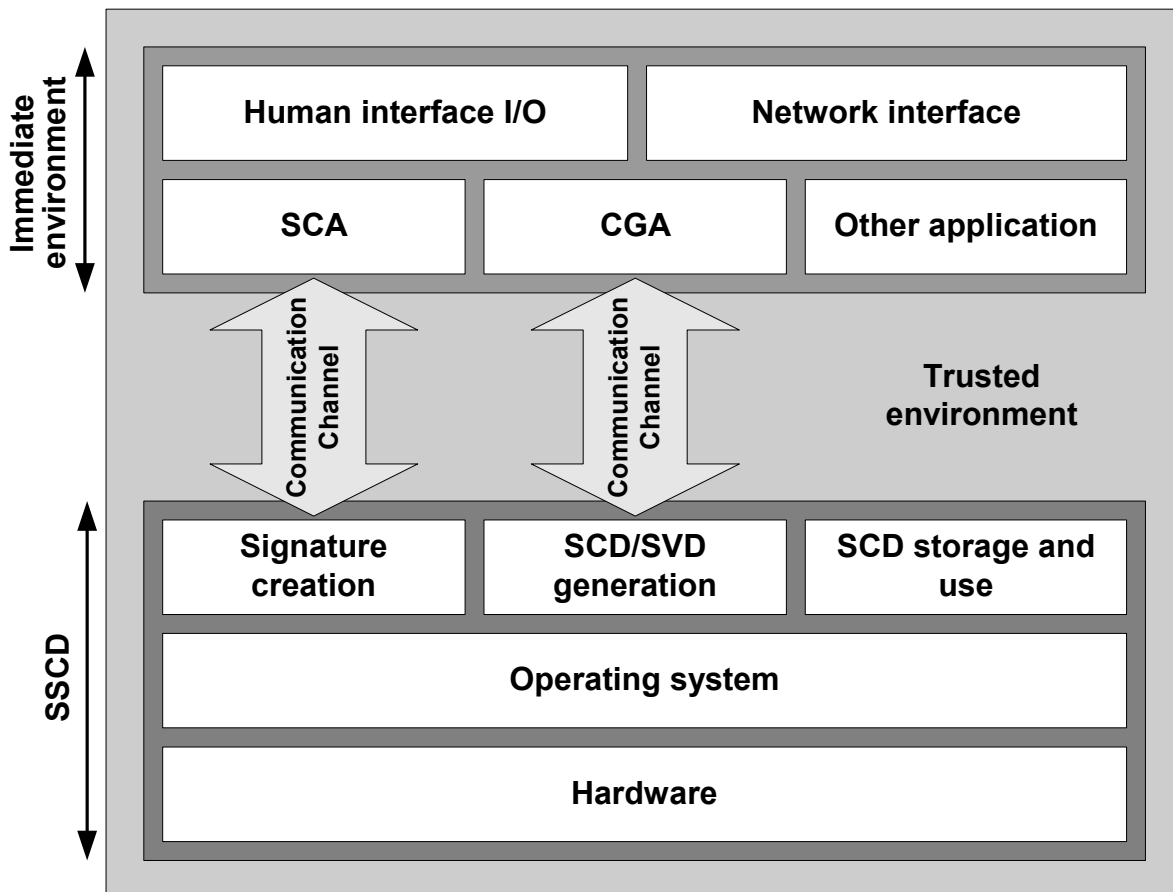 Immediate
environment
Human interface I/O
Network interface
SCA
CGA
Other application
Communication
Channel
Communication
Channel
Trusted
environment
SSCD
Signature
creation
SCD/SVD
generation
SCD storage and
use
Operating system
Hardware